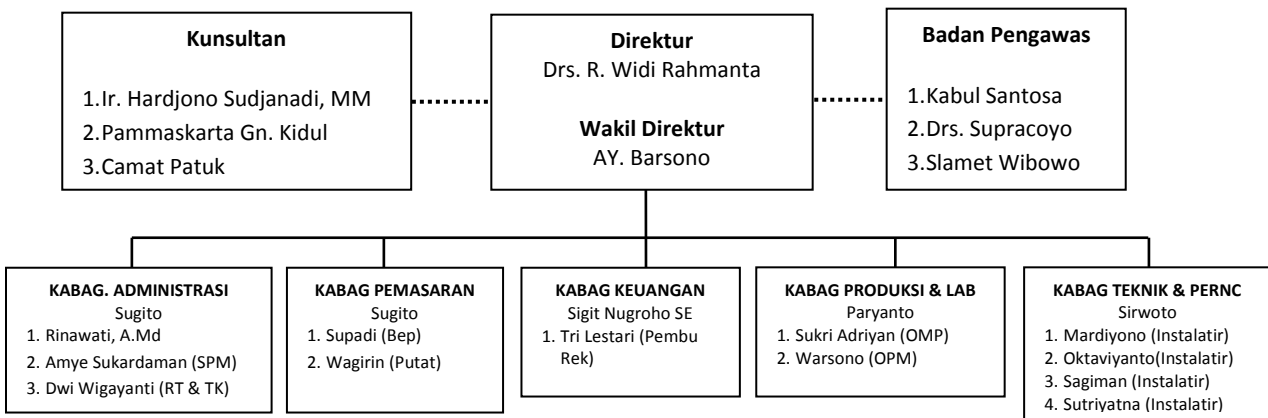 Kunsultan
1.Ir. Hardjono Sudjanadi, MM
2.Pammaskarta Gn. Kidul
3.Camat Patuk
Direktur
Drs. R. Widi Rahmanta
Wakil Direktur
AY. Barsono
Badan Pengawas
1.Kabul Santosa
2.Drs. Supracoyo
3.Slamet Wibowo
KABAG. ADMINISTRASI
Sugito
1. Rinawati, A.Md
2. Amye Sukardaman (SPM)
3. Dwi Wigayanti (RT & TK)
KABAG PEMASARAN
Sugito
1. Supadi (Bep)
2. Wagirin (Putat)
KABAG KEUANGAN
Sigit Nugroho SE
1. Tri Lestari (Pembu
Rek)
KABAG PRODUKSI & LAB
Paryanto
1. Sukri Adriyan (OMP)
2. Warsono (OPM)
KABAG TEKNIK & PERNC
Sirwoto
1. Mardiyono (Instalatir)
2. Oktaviyanto(Instalatir)
3. Sagiman (Instalatir)
4. Sutriyatna (Instalatir)